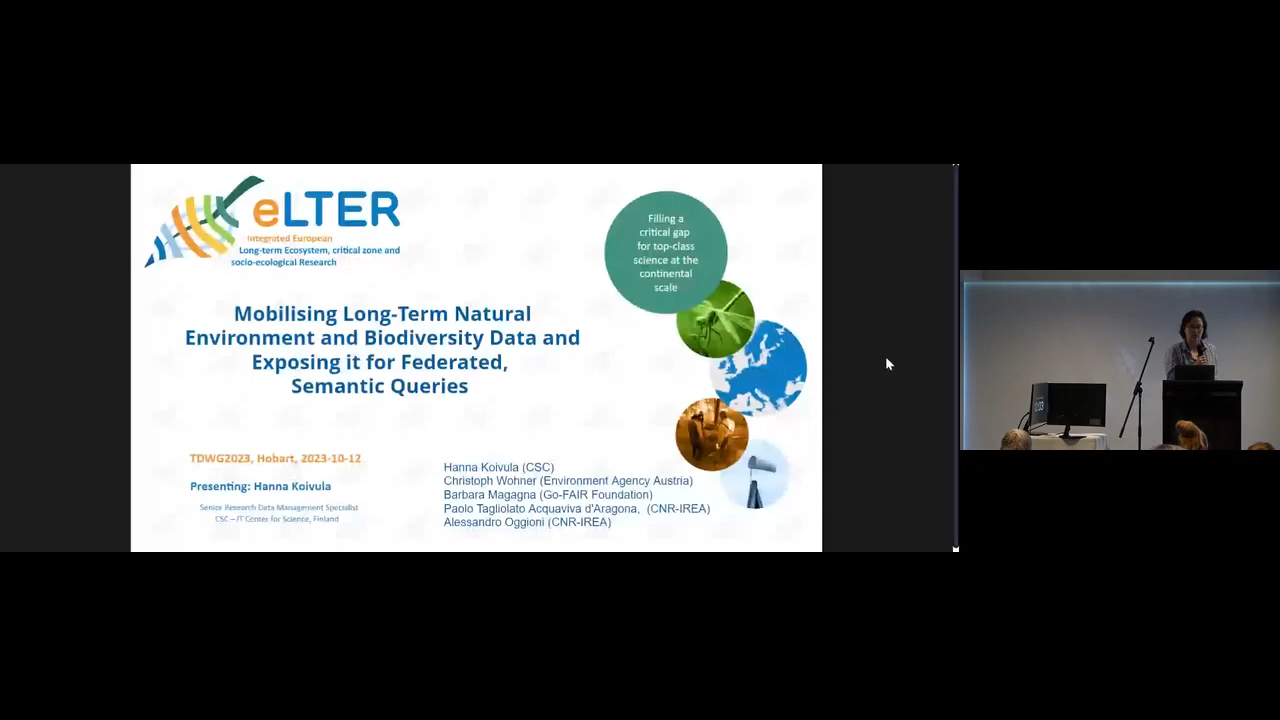 eLTER
Integrated European
Long-term Ecosystem, critical zone and
socio-ecological Research
Filling a
critical gap
for top-class
science at the
continental
scale
Mobilising Long-Term Natural
Environment and Biodiversity Data and
Exposing it for Federated,
Semantic Queries
TDWG2023, Hobart, 2023-10-12
Presenting: Hanna Koivula
Senior Research Data Management Specialist
CSC – IT Center for Science, Finland
Hanna Koivula (CSC)
Christoph Wohner (Environment Agency Austria)
Barbara Magagna (Go-FAIR Foundation)
Paolo Tagliolato Acquaviva d'Aragona, (CNR-IREA)
Alessandro Oggioni (CNR-IREA)